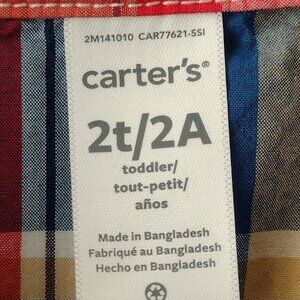 2M141010 CAR77621-SSI
carter's®
2t/2A
toddler/
tout-petit/
años
Made in Bangladesh
Fabriqué au Bangladesh
Hecho en Bangladesh